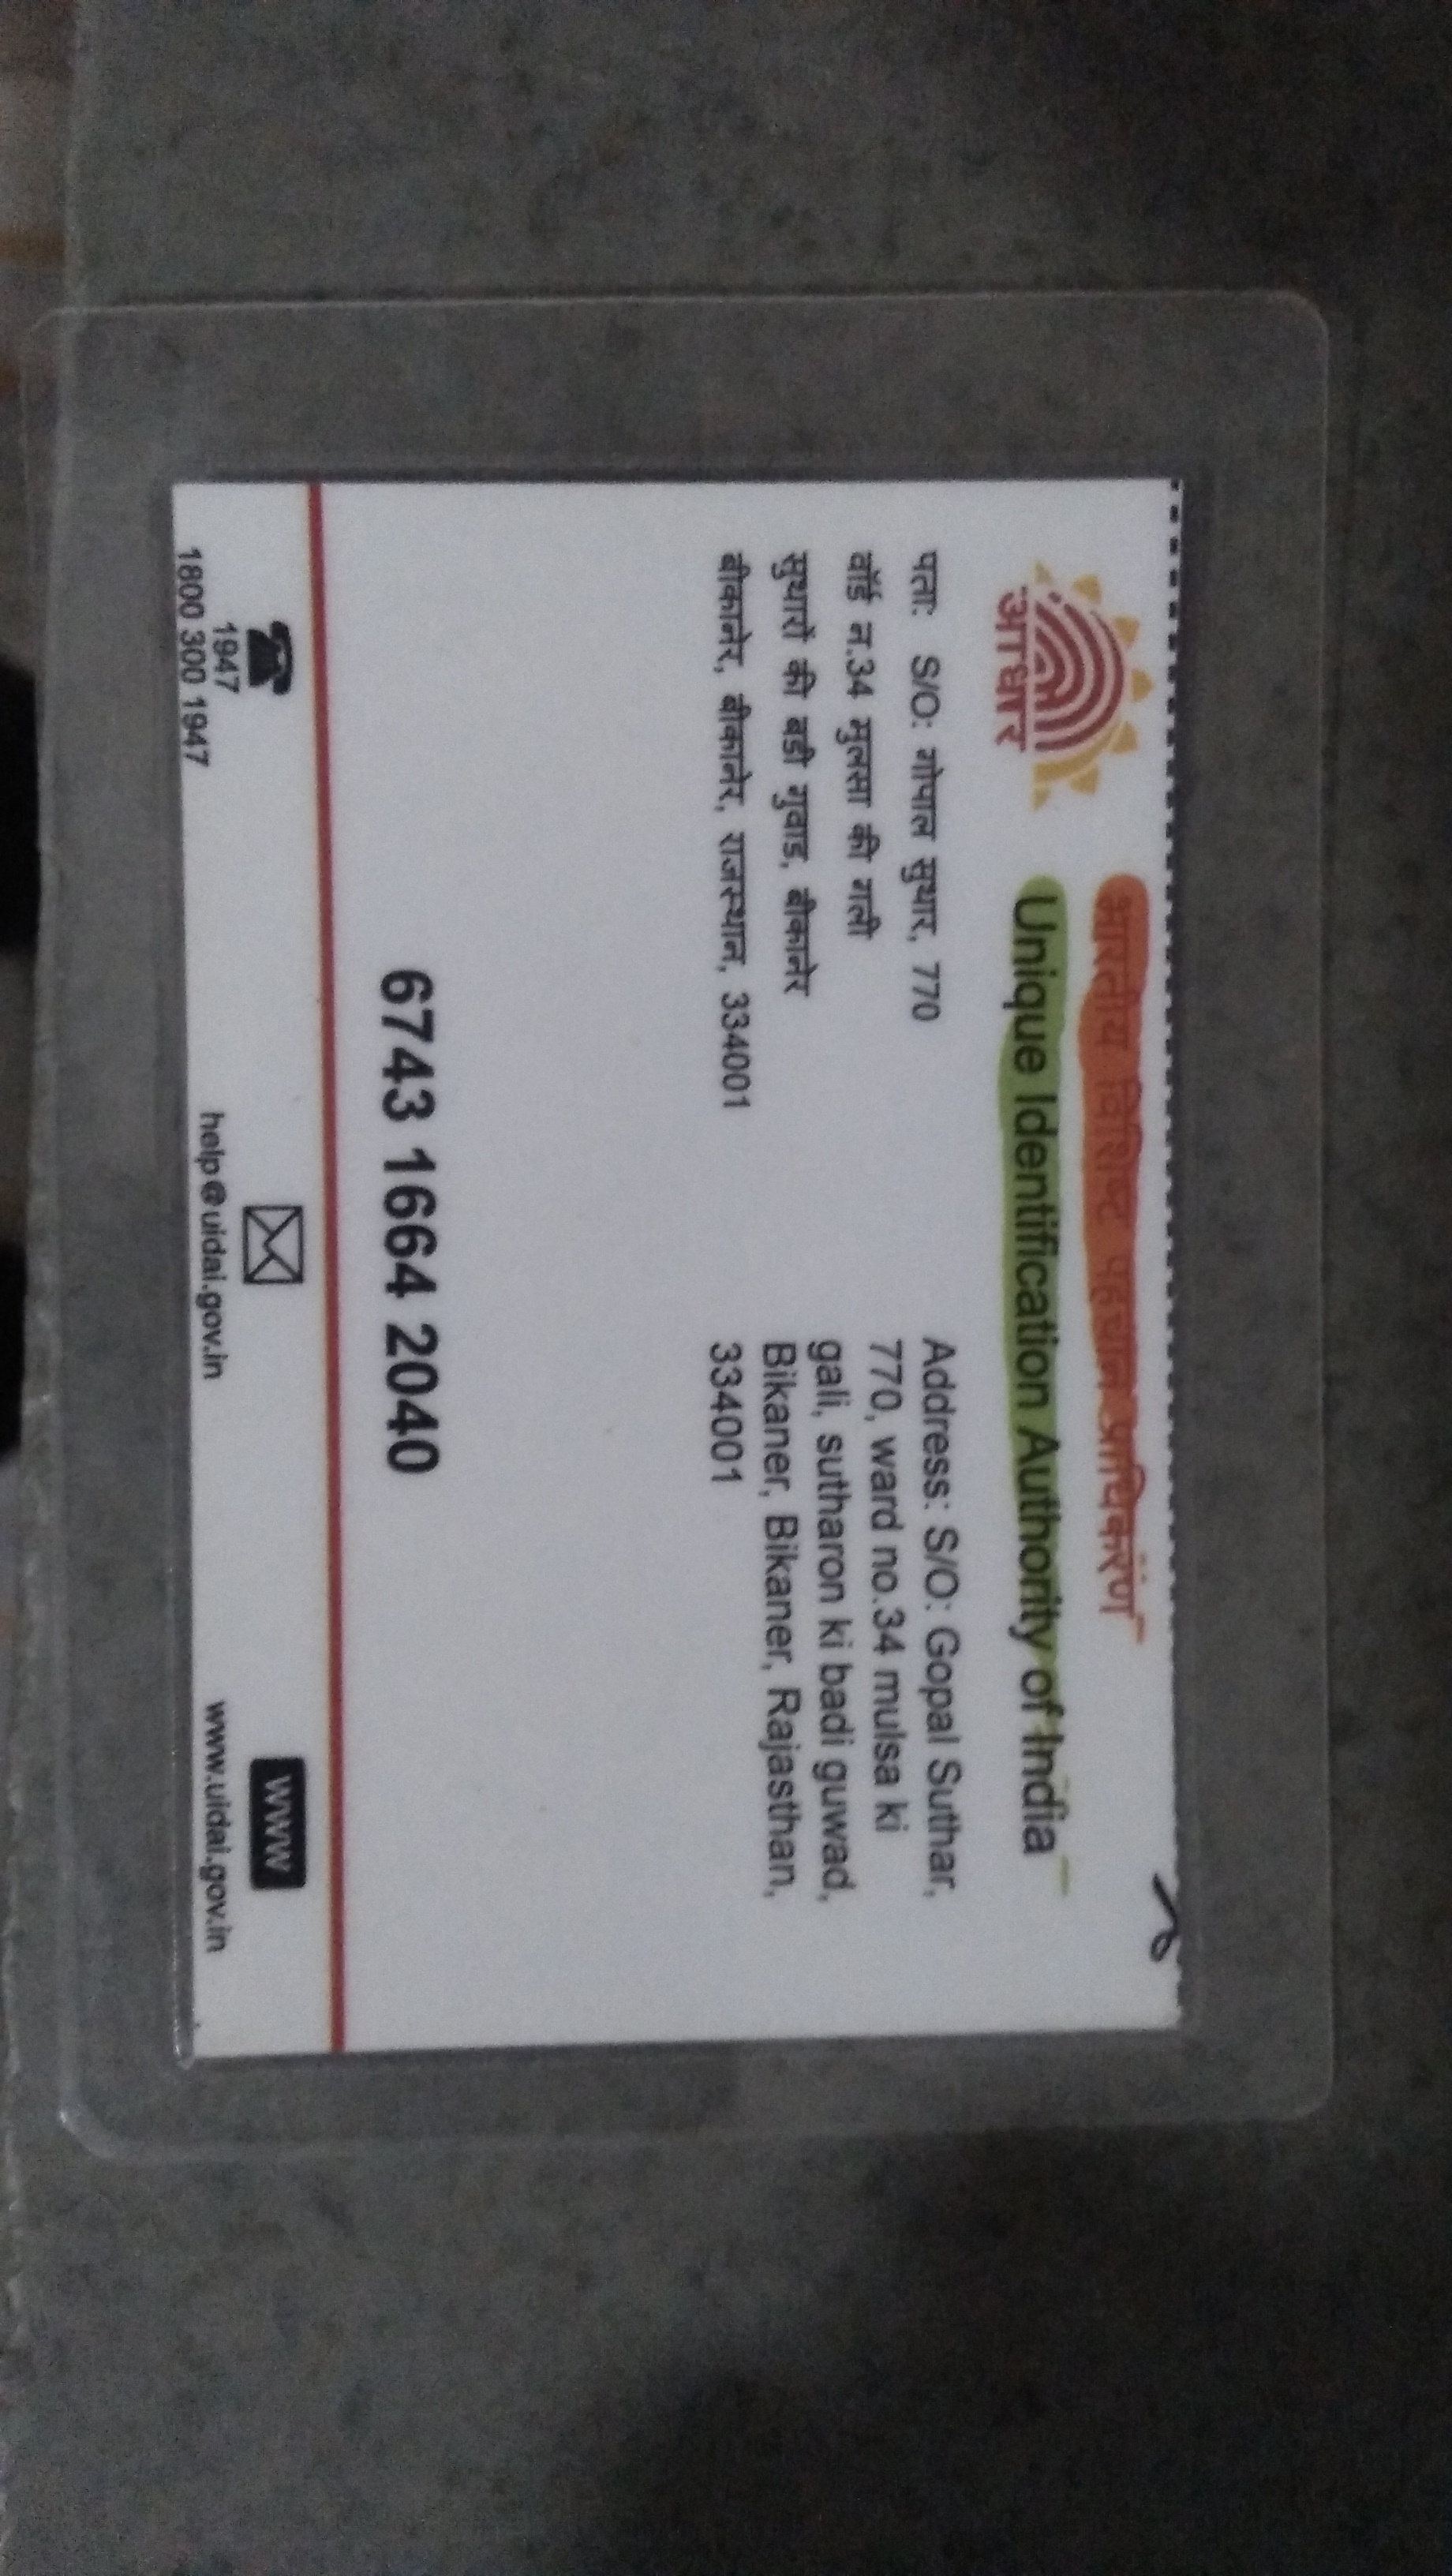 भारतीय विशिष्ट पहचान प्राधिकरण
Unique Identification Authority of India
आधार
पताः S/O: गोपाल सुथार, 770
वॉर्ड न.34 मुलसा की गली
सुथारों की बडी गुवाड, बीकानेर
बीकानेर, बीकानेर, राजस्थान, 334001
Address: S/O: Gopal Suthar,
770, ward no.34 mulsa ki
gali, sutharon ki badi guwad,
Bikaner, Bikaner, Rajasthan,
334001
6743 1664 2040
1947
1800 300 1947
help@uidai.gov.in
www
www.uidai.gov.in